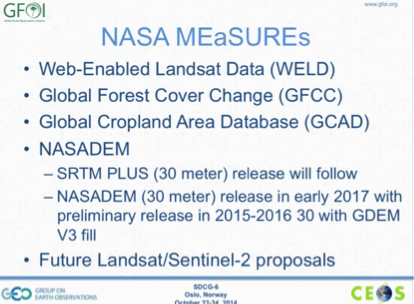 GFOI
www.gfoi.org
NASA MEaSUREs
• Web-Enabled Landsat Data (WELD)
• Global Forest Cover Change (GFCC)
• Global Cropland Area Database (GCAD)
• NASADEM
– SRTM PLUS (30 meter) release will follow
– NASADEM (30 meter) release in early 2017 with
preliminary release in 2015-2016 30 with GDEM
V3 fill
• Future Landsat/Sentinel-2 proposals
GEO GROUP ON
EARTH OBSERVATIONS
SDCG-6
Oslo, Norway
October 22-24, 2014
CEOS